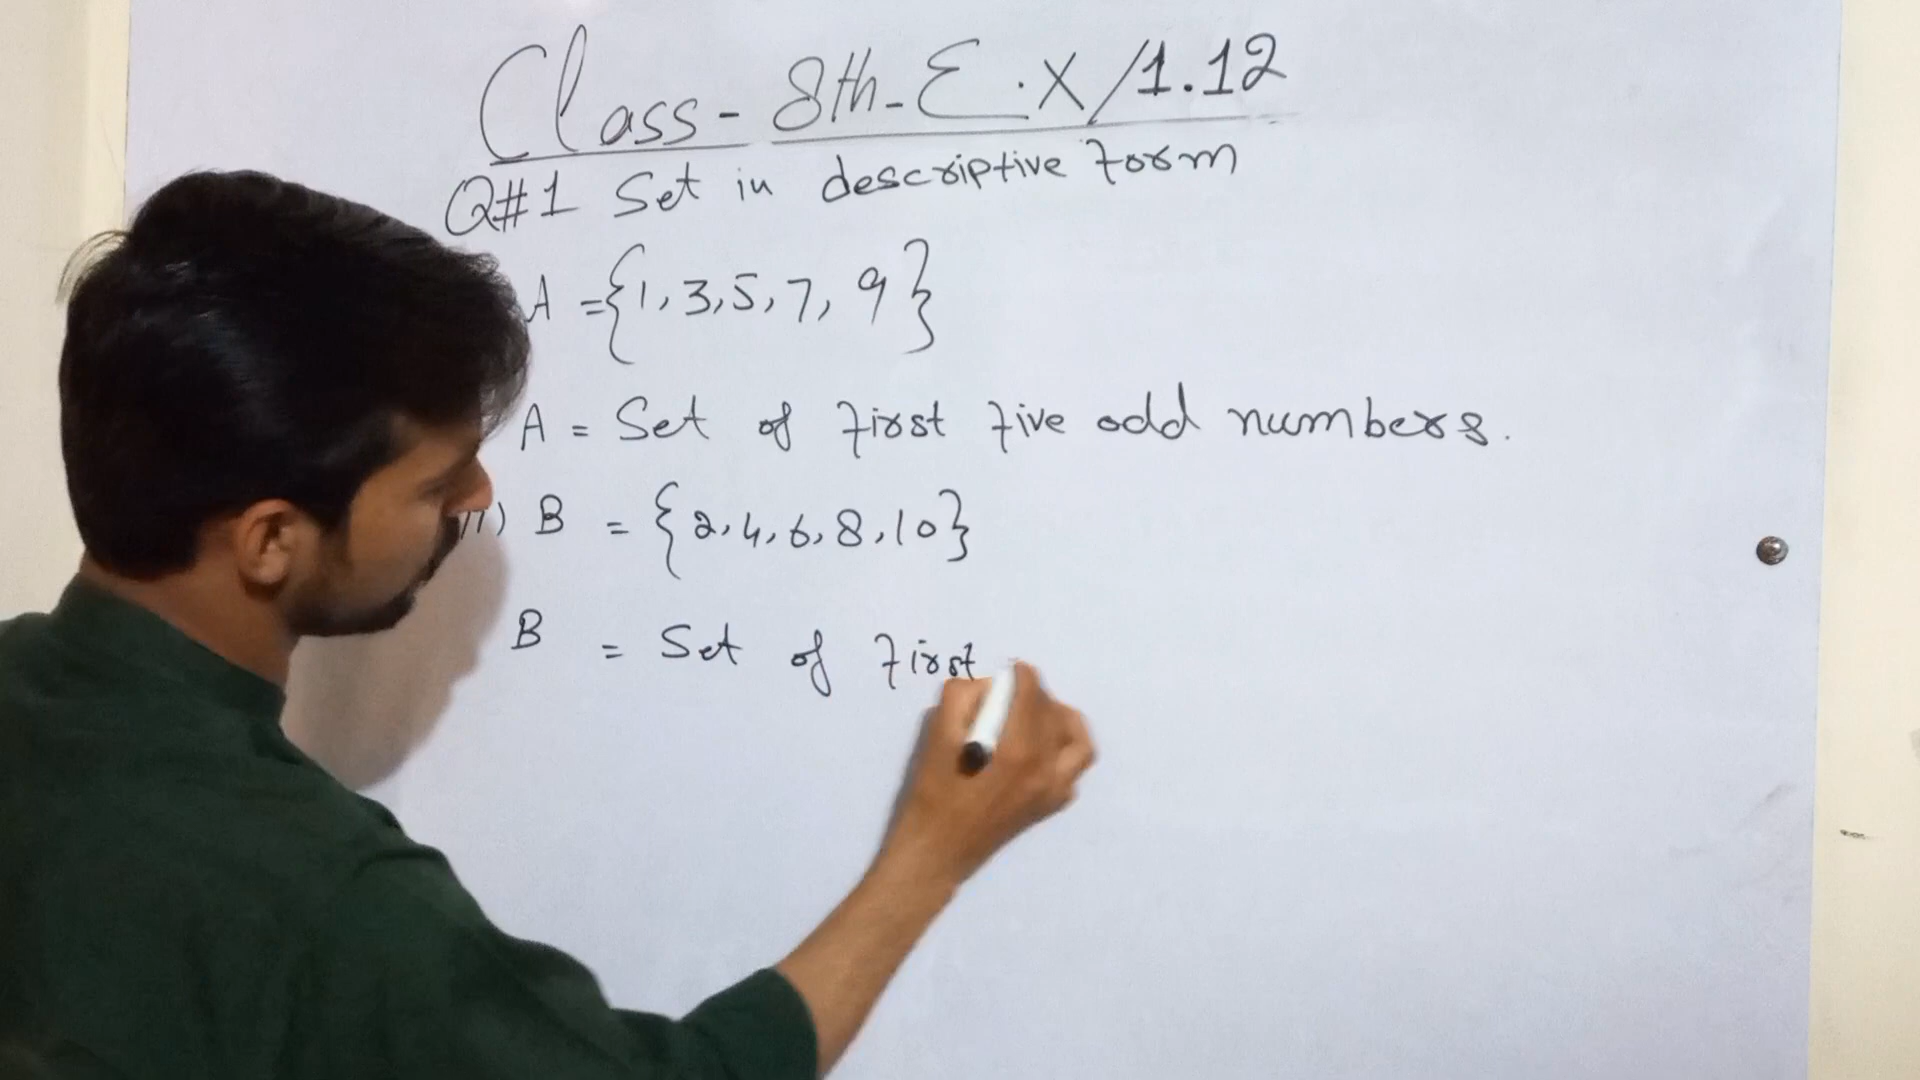 Class - 8th - E.X/1.12
Q#1 Set in descriptive form
A = {1, 3, 5, 7, 9}
A = Set of first five odd numbers.
ii) B = {2, 4, 6, 8, 10}
B = Set of first